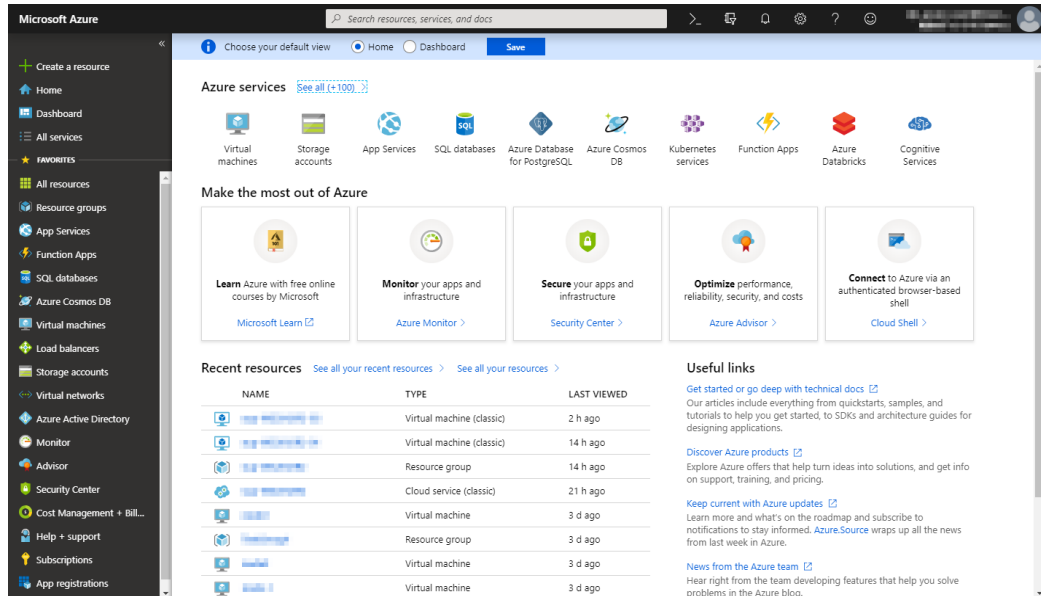 Microsoft Azure
Search resources, services, and docs
Choose your default view
Home
Dashboard
Save
Create a resource
Home
Dashboard
All services
FAVORITES
All resources
Resource groups
App Services
Function Apps
SQL databases
Azure Cosmos DB
Virtual machines
Load balancers
Storage accounts
Virtual networks
Azure Active Directory
Monitor
Advisor
Security Center
Cost Management + Bill...
Help + support
Subscriptions
App registrations
Azure services See all (+100)
Virtual machines
Storage accounts
App Services
SQL
SQL databases
Azure Database for PostgreSQL
Azure Cosmos DB
Kubernetes services
Function Apps
Azure Databricks
Cognitive Services
Make the most out of Azure
Learn Azure with free online
courses by Microsoft
Microsoft Learn
Monitor your apps and
infrastructure
Azure Monitor
Secure your apps and
infrastructure
Security Center
Optimize performance,
reliability, security, and costs
Azure Advisor
Connect to Azure via an
authenticated browser-based
shell
Cloud Shell
Recent resources See all your recent resources See all your resources
NAME TYPE LAST VIEWED
Virtual machine (classic) 2 h ago
Virtual machine (classic) 14 h ago
Resource group 14 h ago
Cloud service (classic) 21 h ago
Virtual machine 3 d ago
Resource group 3 d ago
Virtual machine 3 d ago
Virtual machine 3 d ago
Useful links
Get started or go deep with technical docs
Our articles include everything from quickstarts, samples, and
tutorials to help you get started, to SDKs and architecture guides for
designing applications.
Discover Azure products
Explore Azure offers that help turn ideas into solutions, and get info
on support, training, and pricing.
Keep current with Azure updates
Learn more and what's on the roadmap and subscribe to
notifications to stay informed. Azure.Source wraps up all the news
from last week in Azure.
News from the Azure team
Hear right from the team developing features that help you solve
problems in the Azure blog.